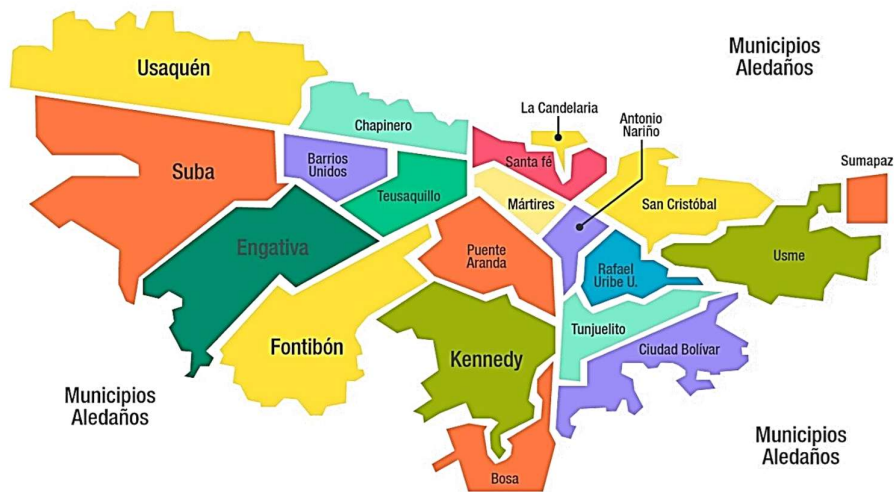 Usaquén
Municipios
Aledaños
La Candelaria
Antonio
Nariño
Chapinero
Santa fé
Sumapaz
Barrios
Unidos
Suba
Teusaquillo
Mártires
San Cristóbal
Engativa
Puente
Aranda
Rafael
Uribe U.
Usme
Fontibón
Kennedy
Tunjuelito
Ciudad Bolívar
Municipios
Aledaños
Municipios
Aledaños
Bosa